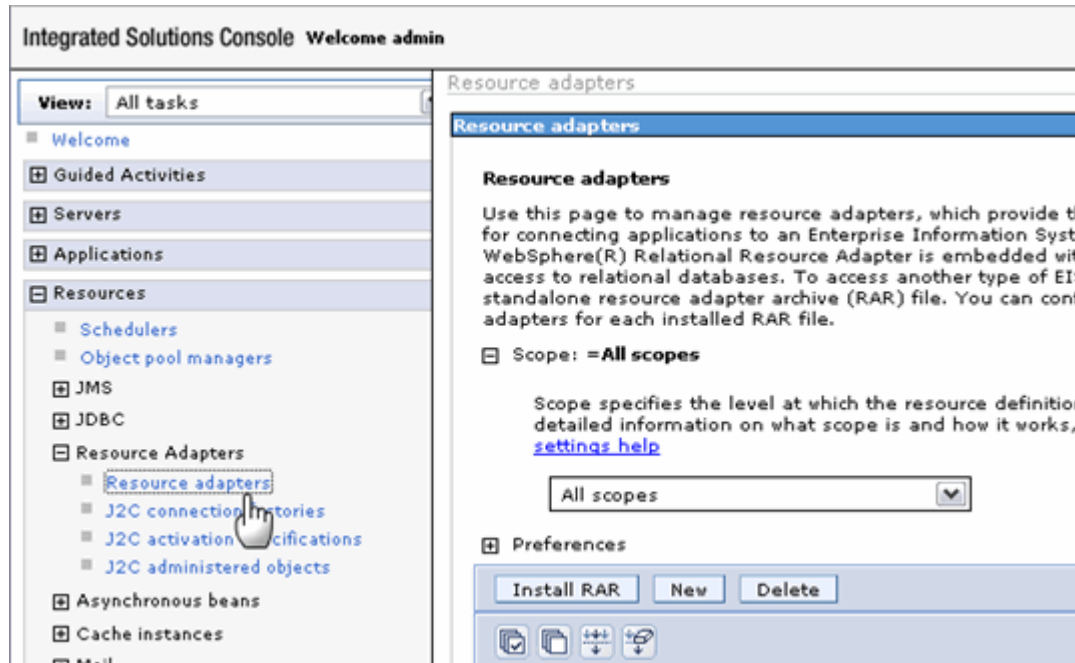 Integrated Solutions Console Welcome admin
View: All tasks
Welcome
Guided Activities
Servers
Applications
Resources
Schedulers
Object pool managers
JMS
JDBC
Resource Adapters
Resource adapters
J2C connection
J2C activation
J2C administered objects
Asynchronous beans
Cache instances
Resource adapters
Resource adapters
Resource adapters
Use this page to manage resource adapters, which provide
for connecting applications to an Enterprise Information
WebSphere(R) Relational Resource Adapter is embedded
access to relational databases. To access another type of
standalone resource adapter archive (RAR) file. You can
adapters for each installed RAR file.
Scope: =All scopes
Scope specifies the level at which the resource
detailed information on what scope is and how it works,
settings help
All scopes
Preferences
Install RAR New Delete